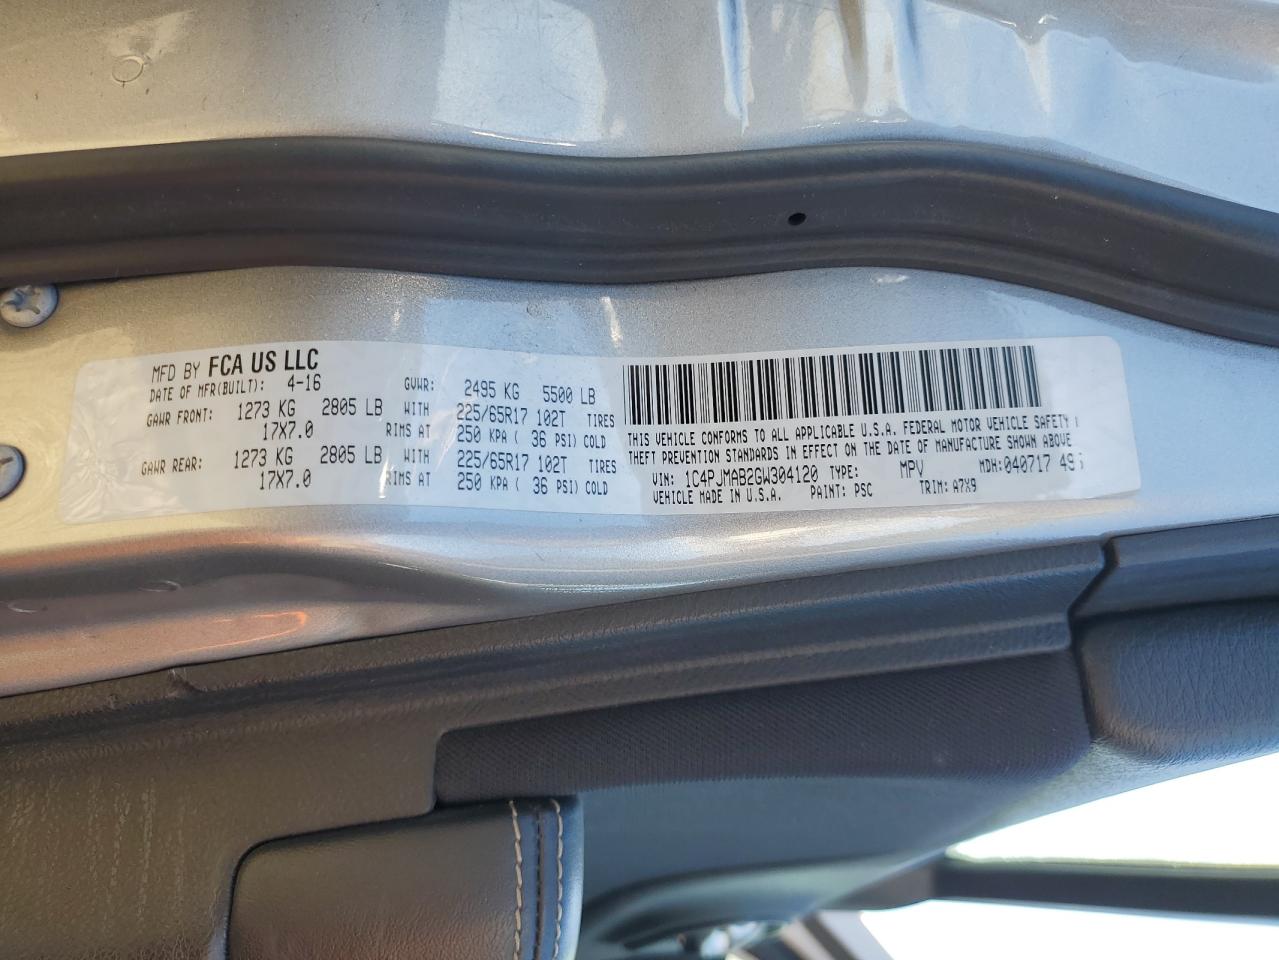 MFD BY FCA US LLC
DATE OF MFR(BUILT): 4-16 GVWR: 2495 KG 5500 LB
GAWR FRONT: 1273 KG 2805 LB WITH 225/65R17 102T TIRES
17X7.0 RIMS AT 250 KPA ( 36 PSI) COLD
GAWR REAR: 1273 KG 2805 LB WITH 225/65R17 102T TIRES
17X7.0 RIMS AT 250 KPA ( 36 PSI) COLD
THIS VEHICLE CONFORMS TO ALL APPLICABLE U.S.A. FEDERAL MOTOR VEHICLE SAFETY
THEFT PREVENTION STANDARDS IN EFFECT ON THE DATE OF MANUFACTURE SHOWN ABOVE
VIN: 1C4PJMAB2GW304120 TYPE: MPV MDH: 040717
VEHICLE MADE IN U.S.A. PAINT: PSC TRIM: A7X9